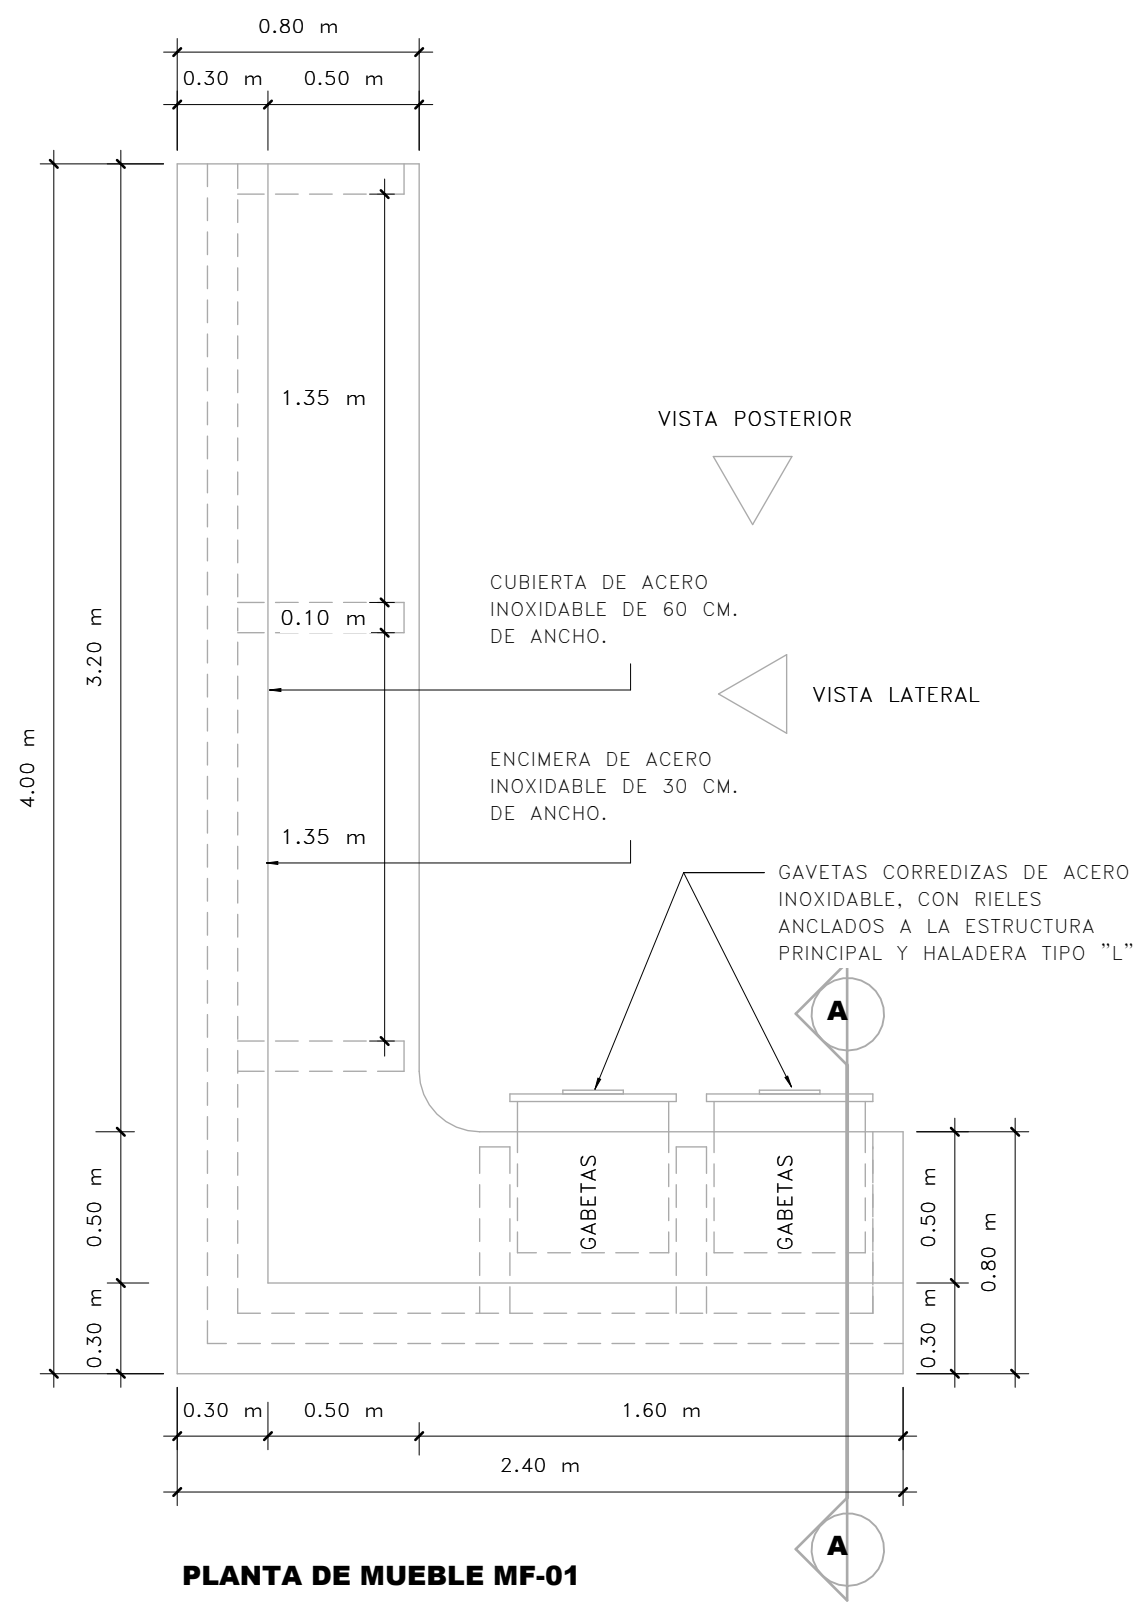 0.80 m
0.30 m
0.50 m
1.35 m
VISTA POSTERIOR
CUBIERTA DE ACERO
INOXIDABLE DE 60 CM.
DE ANCHO.
0.10 m
3.20 m
VISTA LATERAL
4.00 m
ENCIMERA DE ACERO
INOXIDABLE DE 30 CM.
DE ANCHO.
1.35 m
GAVETAS CORREDIZAS DE ACERO
INOXIDABLE, CON RIELES
ANCLADOS A LA ESTRUCTURA
PRINCIPAL Y HALADERA TIPO "L"
A
GABETAS
GABETAS
0.50 m
0.50 m
0.80 m
0.30 m
0.30 m
0.30 m
0.50 m
1.60 m
2.40 m
A
PLANTA DE MUEBLE MF-01